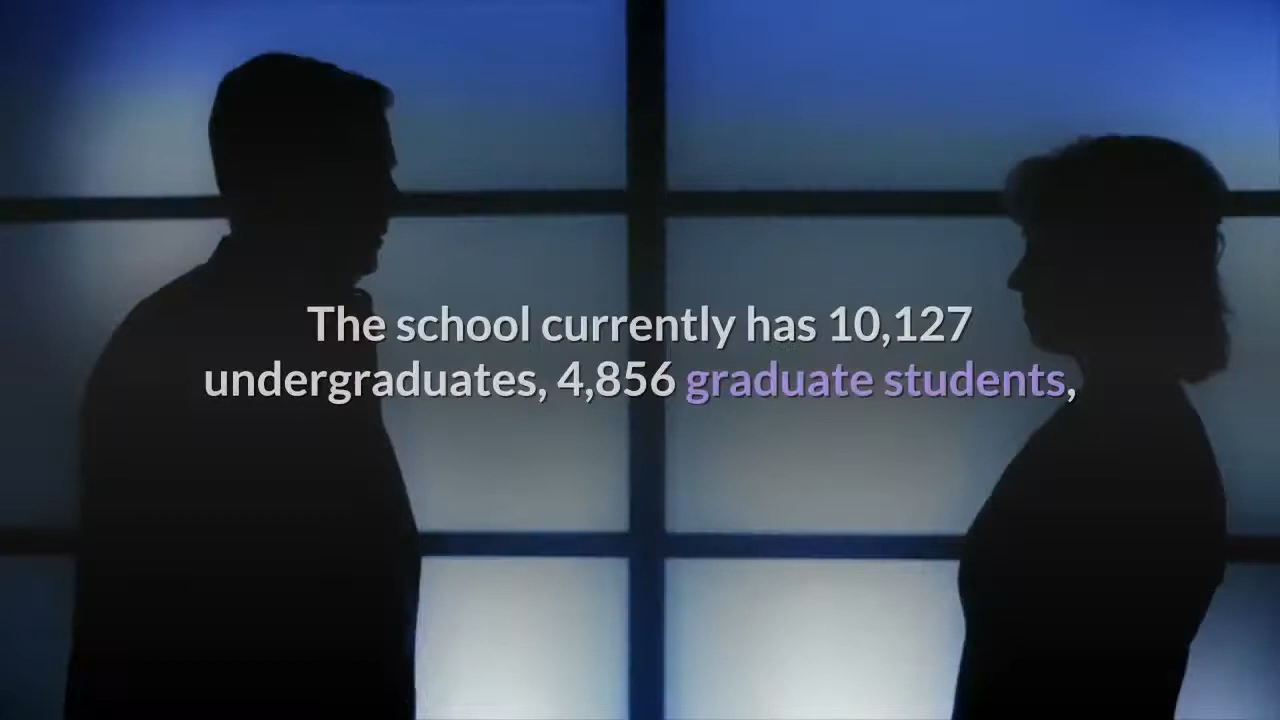 The school currently has 10,127
undergraduates, 4,856 graduate students,